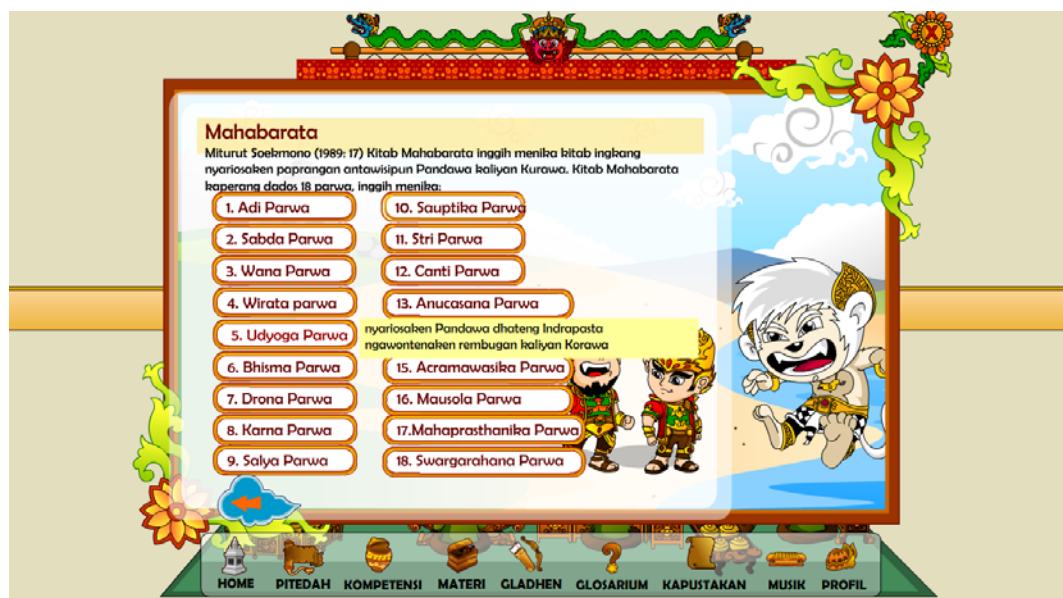 Mahabarata
Miturut Soekmono (1989: 17) Kitab Mahabarata inggih menika kitab ingkang
nyariosaken paprangan antawisipun Pandawa kaliyan Kurawa. Kitab Mahabarata
kaperang dados 18 parwa, inggih menika:
1. Adi Parwa
2. Sabda Parwa
3. Wana Parwa
4. Wirata parwa
5. Udyoga Parwa
nyariosaken Pandawa dhateng Indrapasta
ngawontenaken rembugan kaliyan Korawa
6. Bhisma Parwa
7. Drona Parwa
8. Karna Parwa
9. Salya Parwa
10. Sauptika Parwa
11. Stri Parwa
12. Canti Parwa
13. Anucasana Parwa
15. Acramawasika Parwa
16. Mausola Parwa
17.Mahaprasthanika Parwa
18. Swargarahana Parwa
X
HOME
PITEDAH
KOMPETENSI
MATERI
GLADHEN
GLOSARIUM
KAPUSTAKAN
MUSIK
PROFIL